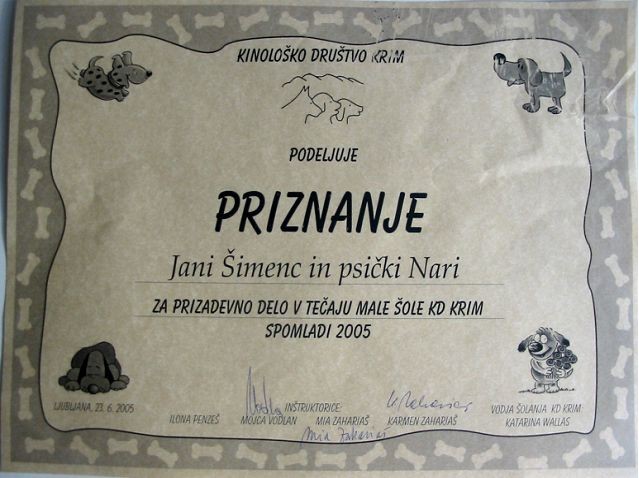 KINOLOŠKO DRUŠTVO KRIM
PODELJUJE
PRIZNANJE
Jani Šimenc in psički Nari
ZA PRIZADEVNO DELO V TEČAJU MALE ŠOLE KD KRIM
SPOMLADI 2005
LJUBLJANA, 23. 6. 2005
INŠTRUKTORICE:
ILONA PENZEŠ MOJCA VODLAN MIA ZAHARIAŠ KARMEN ZAHARIAŠ
VODJA ŠOLANJA KD KRIM:
KATARINA WALLAS